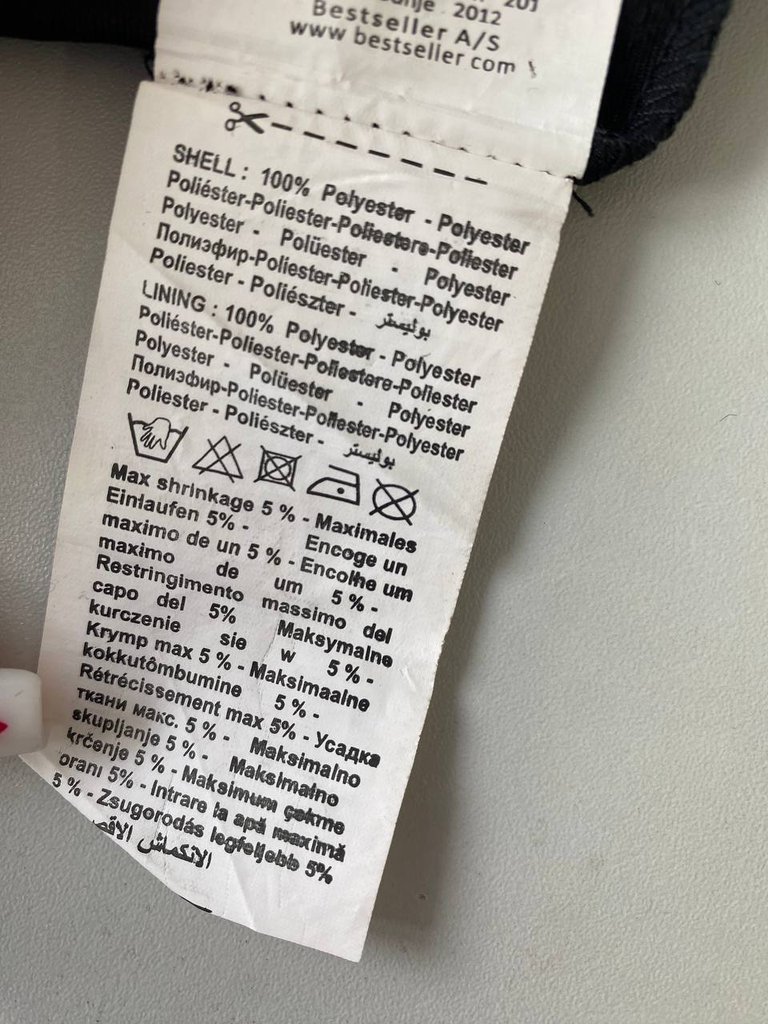 2012
Bestseller A/S
www.bestseller.com
SHELL : 100% Polyester - Polyester
Poliéster-Poliester-Poliestere-Poliester
Polyester - Polüester - Polyester
Полиэфир-Poliester-Poliester-Polyester
Poliester - Poliészter - بوليستر
LINING : 100% Polyester - Polyester
Poliéster-Poliester-Poliestere-Poliester
Polyester - Polüester - Polyester
Полиэфир-Poliester-Poliester-Polyester
Poliester - Poliészter - بوليستر
Max shrinkage 5 % - Maximales
Einlaufen 5% - Encoge un
maximo de un 5 % - Encolhe um
maximo de um 5 % -
Restringimento massimo del
capo del 5% Maksymalne
kurczenie sie w 5 % -
Krymp max 5 % - Maksimaalne
kokkutômbumine 5 % -
Rétrécissement max 5% - Усадка
ткани макс. 5 % - Maksimalno
skupljanje 5 % - Maksimalno
krčenje 5 % - Maksimum çekme
oranı 5% - Intrare la apă maximă
5 % - Zsugorodás legfeljebb 5%
الانكماش